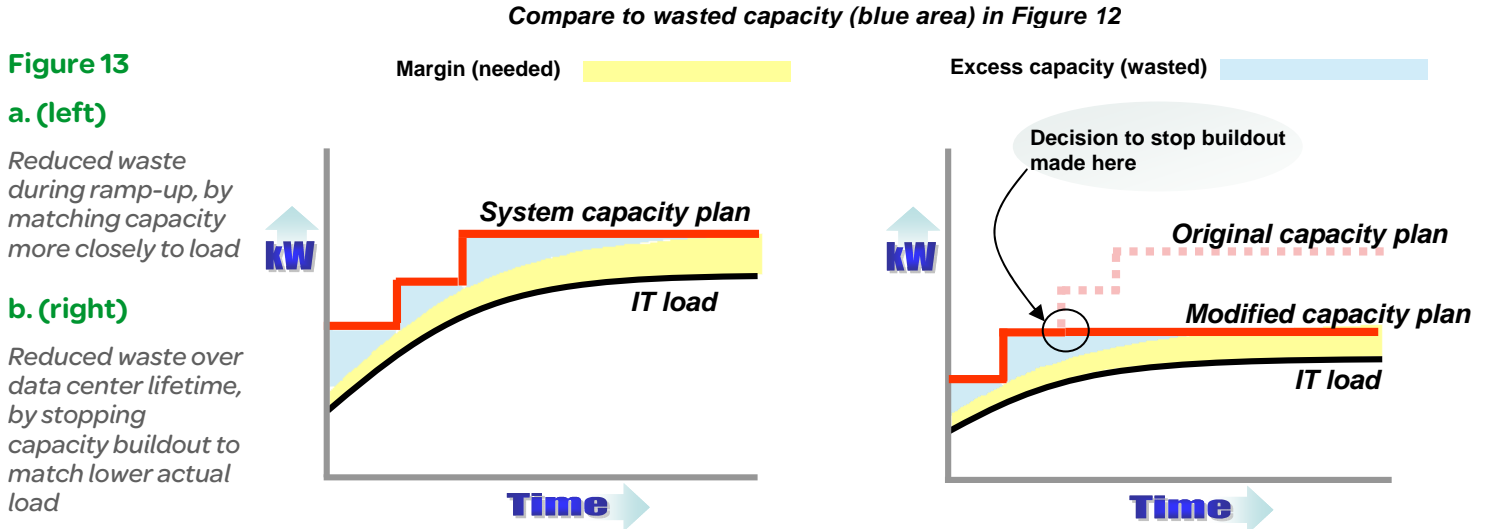 Compare to wasted capacity (blue area) in Figure 12
Figure 13
a. (left)
Reduced waste
during ramp-up, by
matching capacity
more closely to load
b. (right)
Reduced waste over
data center lifetime,
by stopping
capacity buildout to
match lower actual
load
Margin (needed)
kW
System capacity plan
IT load
Time
Excess capacity (wasted)
Decision to stop buildout
made here
kW
Original capacity plan
Modified capacity plan
IT load
Time